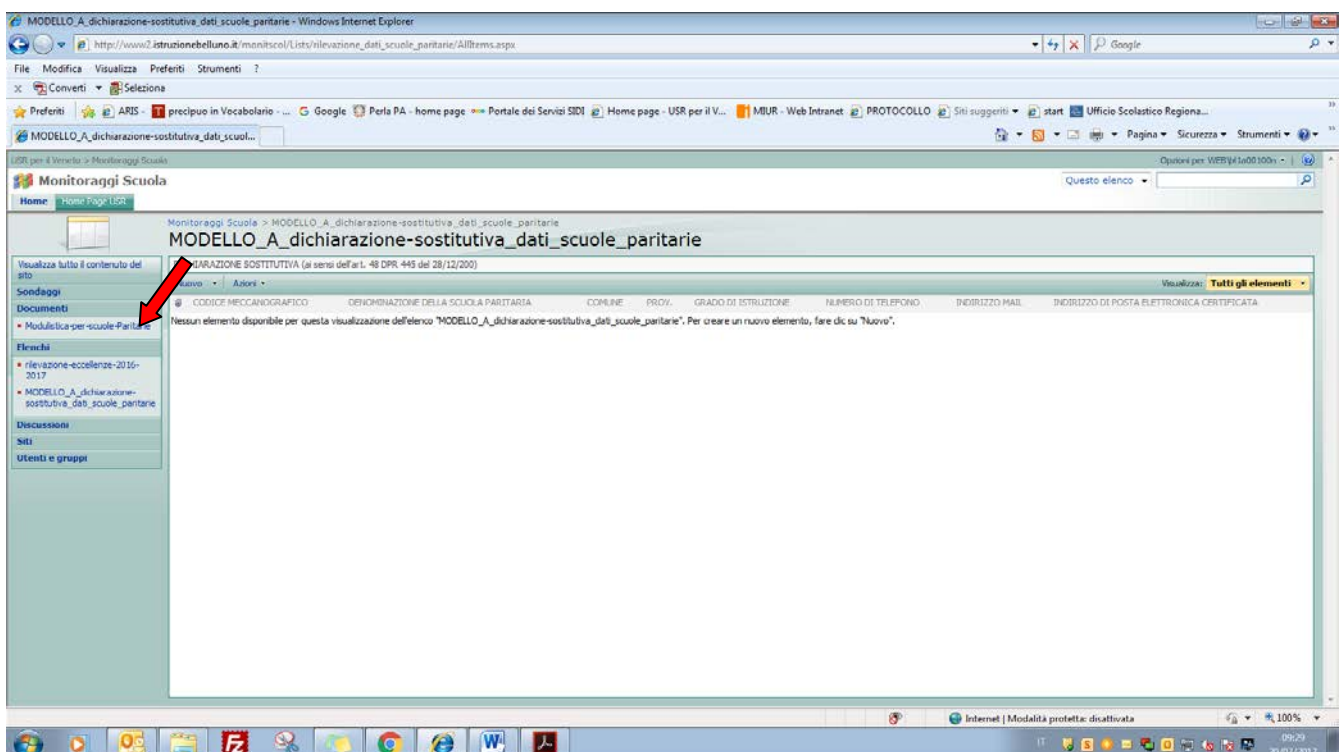 MODELLO_A_dichiarazione-sostitutiva_dati_scuole_paritarie - Windows Internet Explorer
http://www2.istruzionebelluno.it/monitscol/Lists/rilevazione_dati_scuole_paritarie/AllItems.aspx
Google
File Modifica Visualizza Preferiti Strumenti ?
x Converti Seleziona
Preferiti ARIS - precipuo in Vocabolario - ... Google Perla PA - home page Portale dei Servizi SIDI Home page - USR per il V... MIUR - Web Intranet PROTOCOLLO Siti suggeriti start Ufficio Scolastico Regiona...
MODELLO_A_dichiarazione-sostitutiva_dati_scuol...
Pagina Sicurezza Strumenti
USR per il Veneto > Monitoraggi Scuola
Opzioni per
Monitoraggi Scuola
Questo elenco
Home Home Page USR
Monitoraggi Scuola > MODELLO_A_dichiarazione-sostitutiva_dati_scuole_paritarie
MODELLO_A_dichiarazione-sostitutiva_dati_scuole_paritarie
Visualizza tutto il contenuto del sito
Sondaggi
Documenti
Modulistica-per-scuole-Paritarie
Elenchi
rilevazione-eccellenze-2016-
2017
MODELLO_A_dichiarazione-
sostitutiva_dati_scuole_paritarie
Discussioni
Siti
Utenti e gruppi
SOSTITUTIVA (ai sensi dell'art. 48 DPR 445 del 28/12/200)
Nuovo Azioni
Visualizza: Tutti gli elementi
CODICE MECCANOGRAFICO DENOMINAZIONE DELLA SCUOLA PARITARIA COMUNE PROV. GRADO DI ISTRUZIONE NUMERO DI TELEFONO INDIRIZZO MAIL INDIRIZZO DI POSTA ELETTRONICA CERTIFICATA
Nessun elemento disponibile per questa visualizzazione dell'elenco "MODELLO_A_dichiarazione-sostitutiva_dati_scuole_paritarie". Per creare un nuovo elemento, fare clic su "Nuovo".
Internet | Modalità protetta: disattivata
100%
IT
09:29